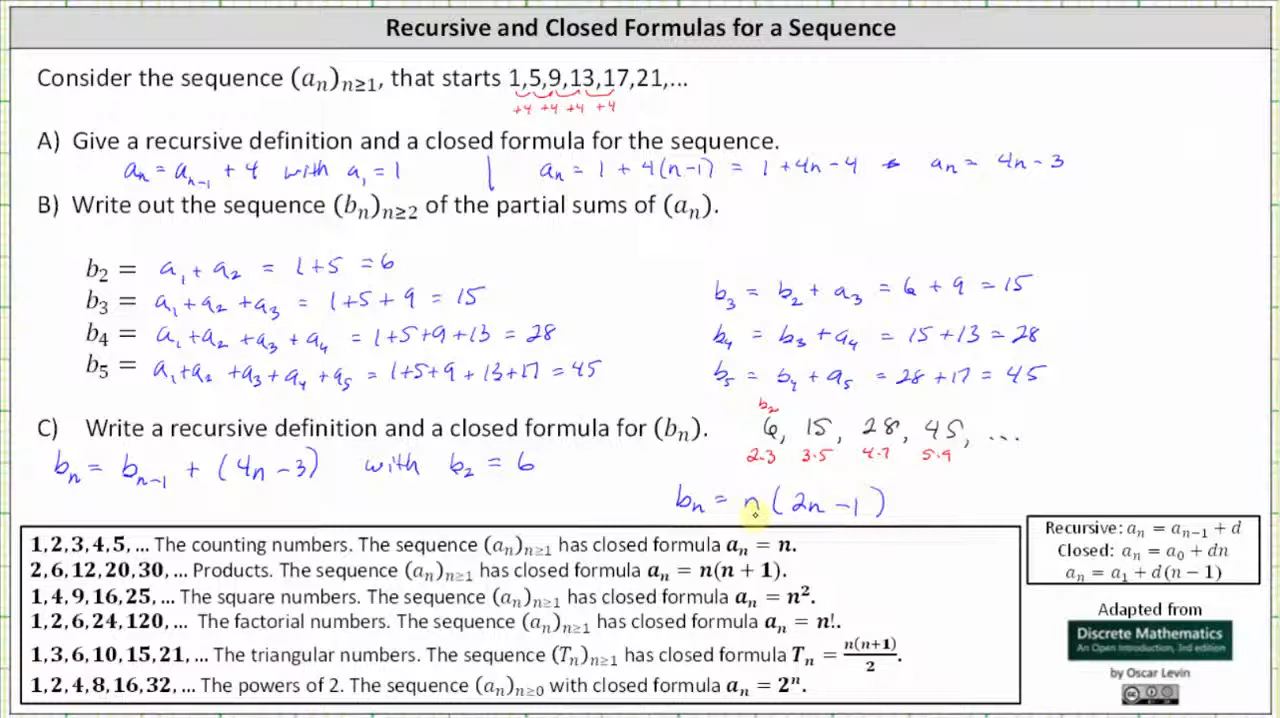 Recursive and Closed Formulas for a Sequence
Consider the sequence (aₙ)ₙ≥₁, that starts 1,5,9,13,17,21,...
+4 +4 +4 +4
A) Give a recursive definition and a closed formula for the sequence.
aₙ = aₙ₋₁ + 4 with a₁ = 1 | aₙ = 1 + 4(n-1) = 1 + 4n - 4 aₙ = 4n - 3
B) Write out the sequence (bₙ)ₙ≥₂ of the partial sums of (aₙ).
b₂ = a₁ + a₂ = 1+5 = 6
b₃ = a₁ + a₂ + a₃ = 1+5+9 = 15
b₄ = a₁ + a₂ + a₃ + a₄ = 1+5+9+13 = 28
b₅ = a₁ + a₂ + a₃ + a₄ + a₅ = 1+5+9+13+17 = 45
b₃ = b₂ + a₃ = 6 + 9 = 15
b₄ = b₃ + a₄ = 15 + 13 = 28
b₅ = b₄ + a₅ = 28 + 17 = 45
C) Write a recursive definition and a closed formula for (bₙ).
b₂
6, 15, 28, 45, ...
2·3 3·5 4·7 5·9
bₙ = bₙ₋₁ + (4n - 3) with b₂ = 6
bₙ = n(2n - 1)
1,2,3,4,5, ... The counting numbers. The sequence (aₙ)ₙ≥₁ has closed formula aₙ = n.
2,6,12,20,30, ... Products. The sequence (aₙ)ₙ≥₁ has closed formula aₙ = n(n + 1).
1,4,9,16,25, ... The square numbers. The sequence (aₙ)ₙ≥₁ has closed formula aₙ = n².
1,2,6,24,120, ... The factorial numbers. The sequence (aₙ)ₙ≥₁ has closed formula aₙ = n!.
1,3,6,10,15,21, ... The triangular numbers. The sequence (Tₙ)ₙ≥₁ has closed formula Tₙ = n(n+1)/2.
1,2,4,8,16,32, ... The powers of 2. The sequence (aₙ)ₙ≥₀ with closed formula aₙ = 2ⁿ.
Recursive: aₙ = aₙ₋₁ + d
Closed: aₙ = a₀ + dn
aₙ = a₁ + d(n − 1)
Adapted from
Discrete Mathematics
An Open Introduction, 3rd edition
by Oscar Levin
cc